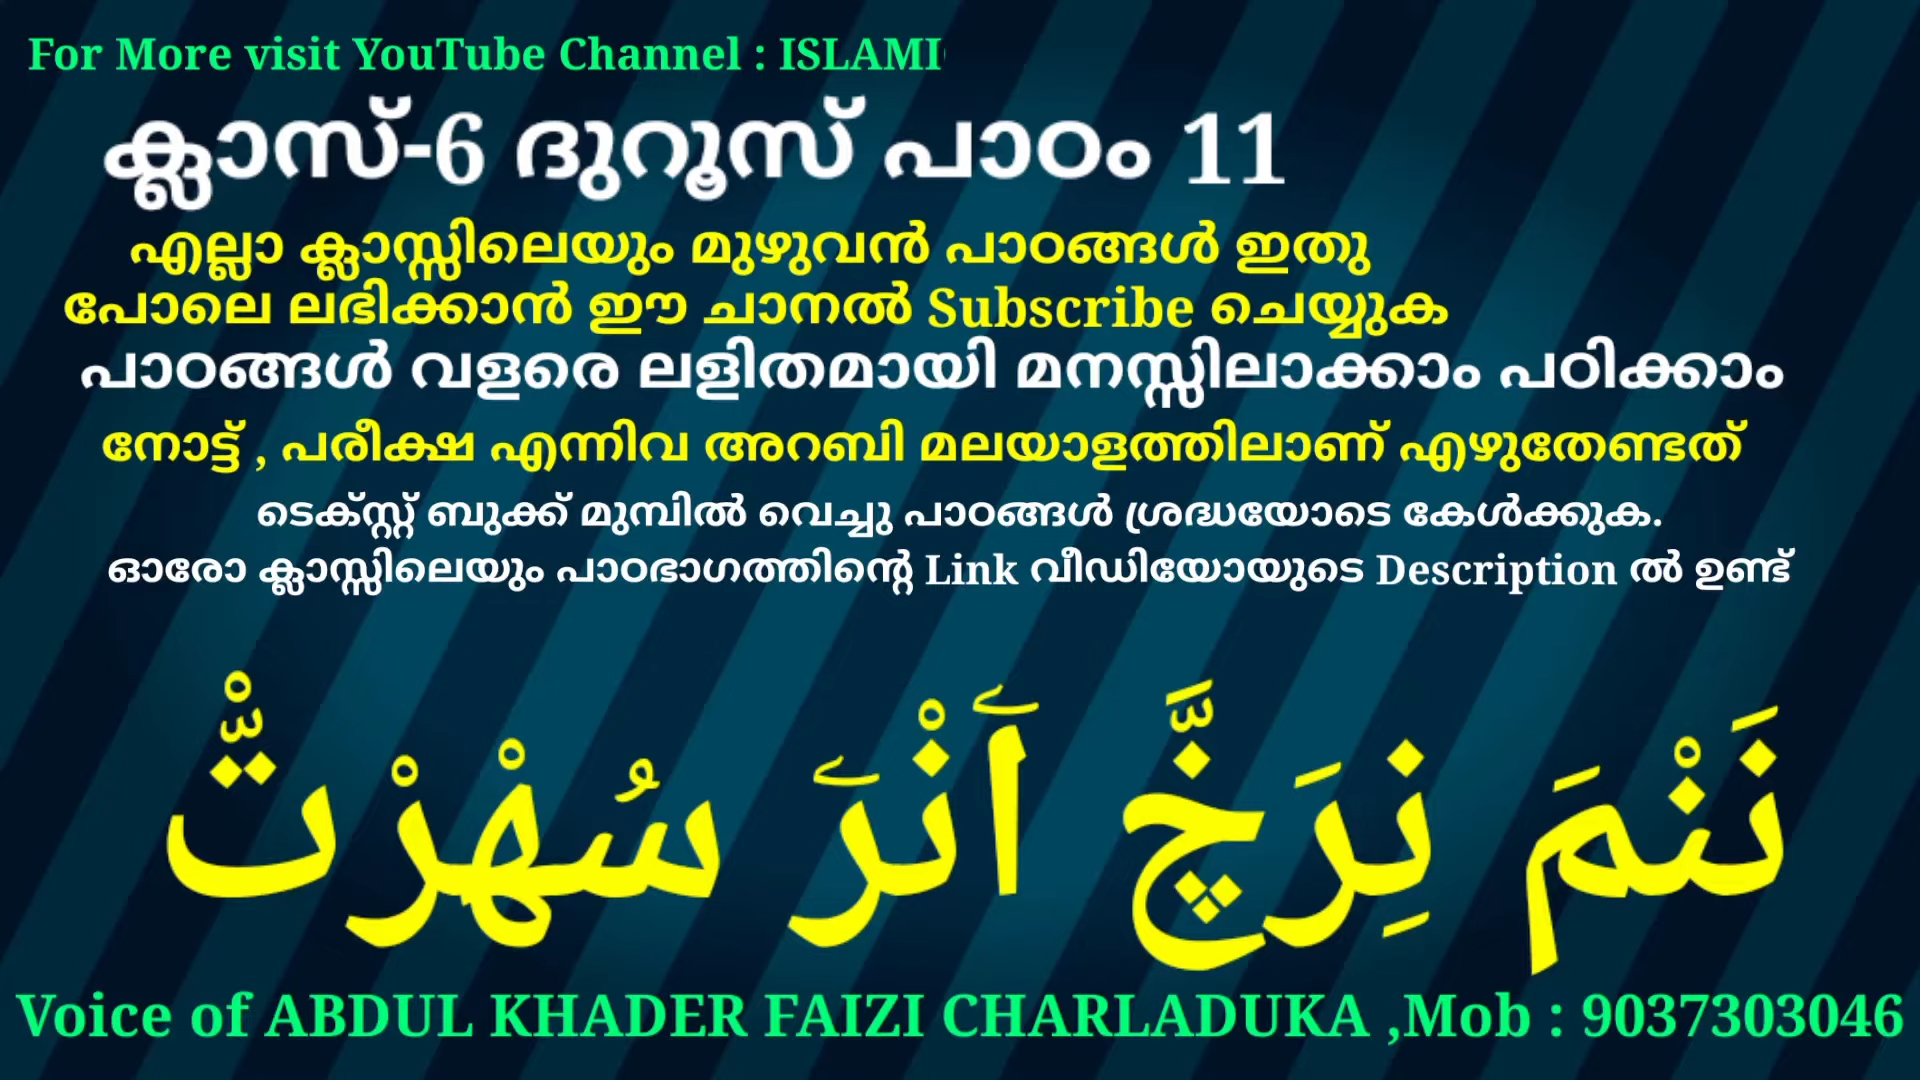 For More visit YouTube Channel : ISLAMI
ക്ലാസ്-6 ദുറൂസ് പാഠം 11
എല്ലാ ക്ലാസ്സിലെയും മുഴുവൻ പാഠങ്ങൾ ഇതു
പോലെ ലഭിക്കാൻ ഈ ചാനൽ Subscribe ചെയ്യുക
പാഠങ്ങൾ വളരെ ലളിതമായി മനസ്സിലാക്കാം പഠിക്കാം
നോട്ട് , പരീക്ഷ എന്നിവ അറബി മലയാളത്തിലാണ് എഴുതേണ്ടത്
ടെക്സ്റ്റ് ബുക്ക് മുമ്പിൽ വെച്ചു പാഠങ്ങൾ ശ്രദ്ധയോടെ കേൾക്കുക.
ഓരോ ക്ലാസ്സിലെയും പാഠഭാഗത്തിന്റെ Link വീഡിയോയുടെ Description ൽ ഉണ്ട്
نَنْمَ نِرَڿَّ أٚنْرٚ سُهْرْتّْ
Voice of ABDUL KHADER FAIZI CHARLADUKA ,Mob : 9037303046